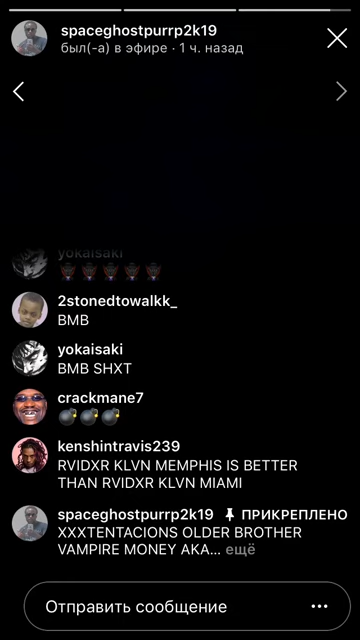 spaceghostpurrp2k19
был(-а) в эфире · 1 ч. назад
yokaisaki
2stonedtowalkk_
BMB
yokaisaki
BMB SHXT
crackmane7
💣💣💣
kenshintravis239
RVIDXR KLVN MEMPHIS IS BETTER
THAN RVIDXR KLVN MIAMI
spaceghostpurrp2k19 📌 ПРИКРЕПЛЕНО
XXXTENTACIONS OLDER BROTHER
VAMPIRE MONEY AKA... ещё
Отправить сообщение